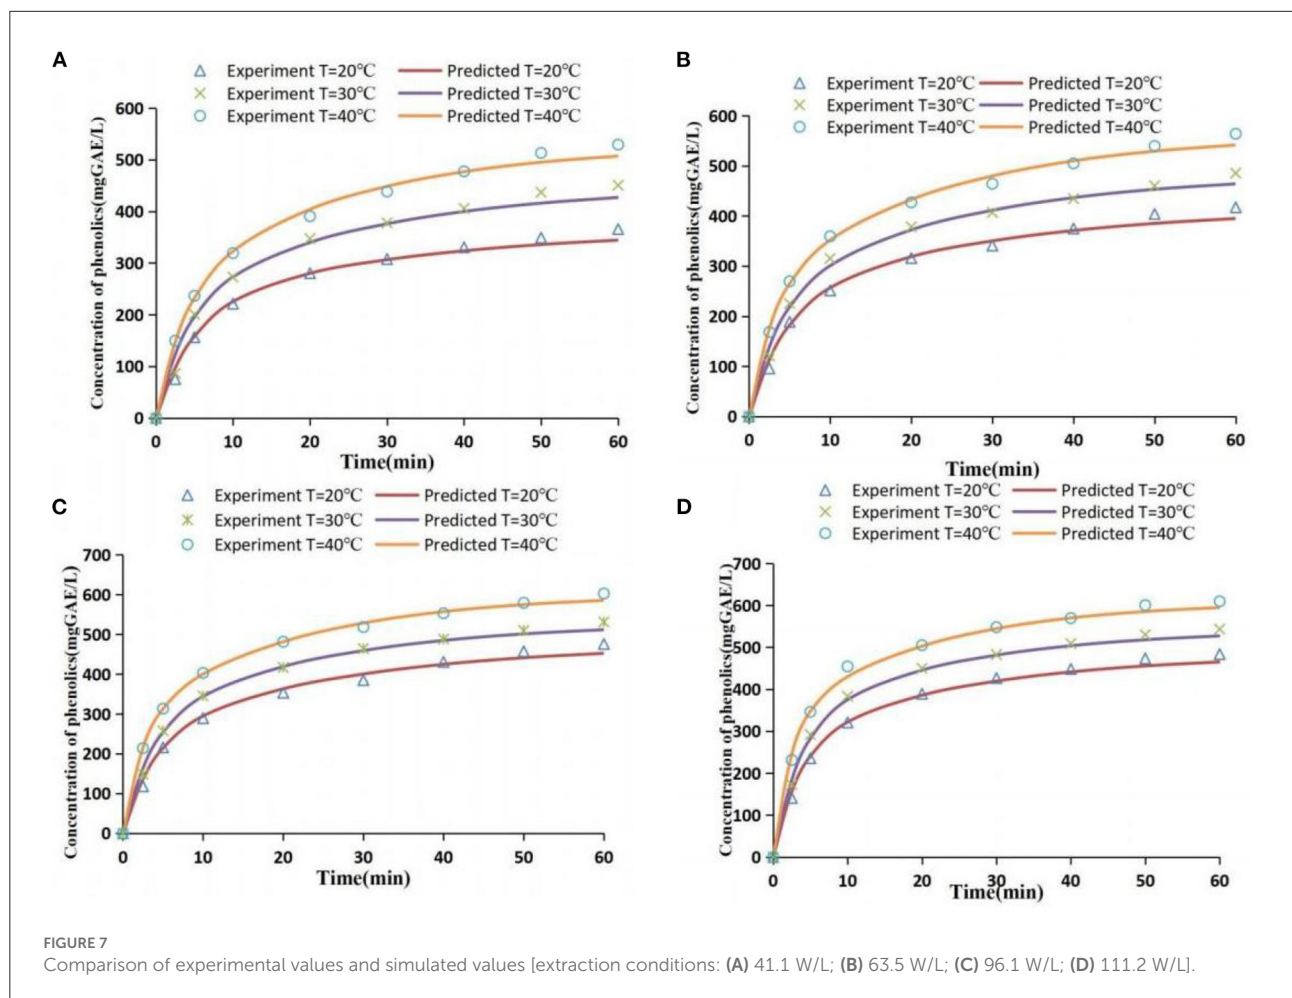 A
Experiment T=20℃ Predicted T=20℃
Experiment T=30℃ Predicted T=30℃
Experiment T=40℃ Predicted T=40℃
600
500
400
300
200
100
0
Concentration of phenolics(mgGAE/L)
0 10 20 30 40 50 60
Time(min)
B
Experiment T=20℃ Predicted T=20℃
Experiment T=30℃ Predicted T=30℃
Experiment T=40℃ Predicted T=40℃
600
500
400
300
200
100
0
Concentration of phenolics(mgGAE/L)
0 10 20 30 40 50 60
Time(min)
C
Experiment T=20℃ Predicted T=20℃
Experiment T=30℃ Predicted T=30℃
Experiment T=40℃ Predicted T=40℃
700
600
500
400
300
200
100
0
Concentration of phenolics(mgGAE/L)
0 10 20 30 40 50 60
Time(min)
D
Experiment T=20℃ Predicted T=20℃
Experiment T=30℃ Predicted T=30℃
Experiment T=40℃ Predicted T=40℃
700
600
500
400
300
200
100
0
Concentration of phenolics(mgGAE/L)
0 10 20 30 40 50 60
Time(min)
FIGURE 7
Comparison of experimental values and simulated values [extraction conditions: (A) 41.1 W/L; (B) 63.5 W/L; (C) 96.1 W/L; (D) 111.2 W/L].